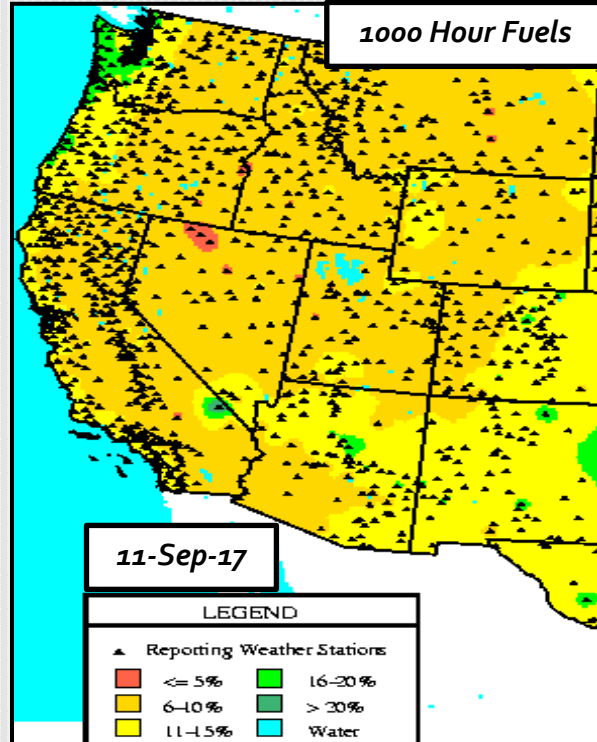 1000 Hour Fuels
11-Sep-17
LEGEND
Reporting Weather Stations
<= 5%
16-20%
6-10%
> 20%
11-15%
Water